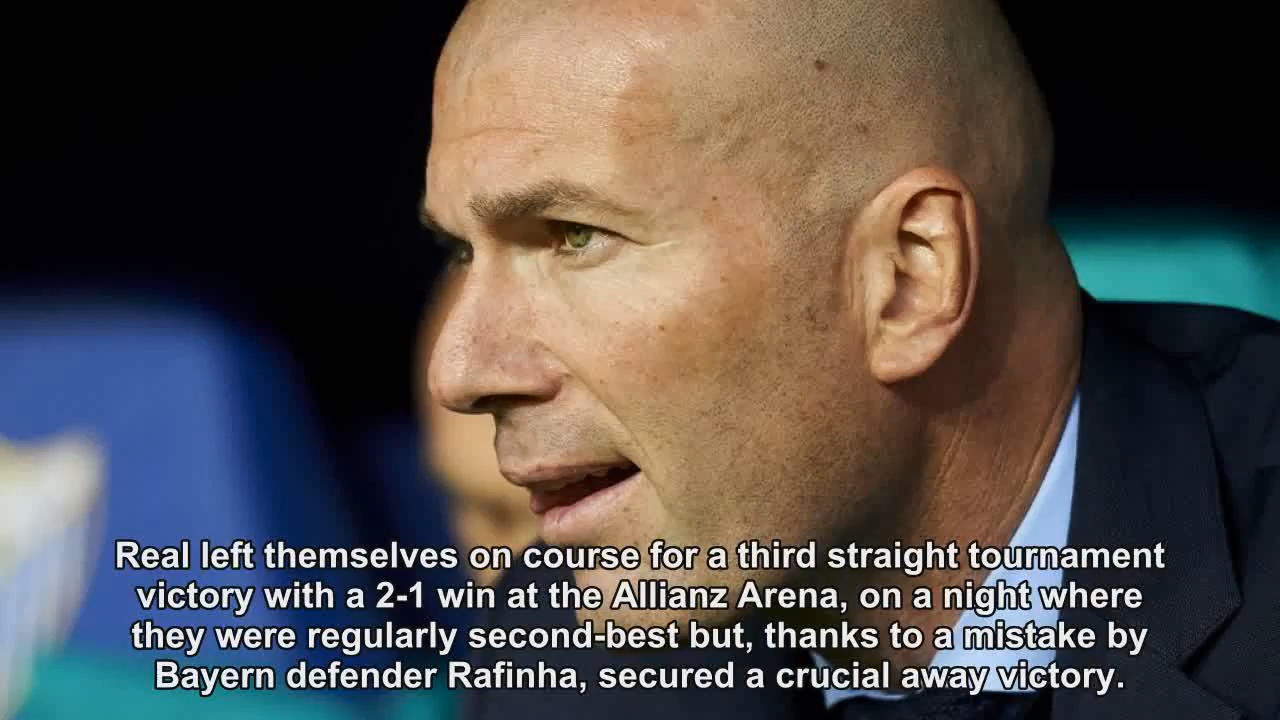 Real left themselves on course for a third straight tournament
victory with a 2-1 win at the Allianz Arena, on a night where
they were regularly second-best but, thanks to a mistake by
Bayern defender Rafinha, secured a crucial away victory.